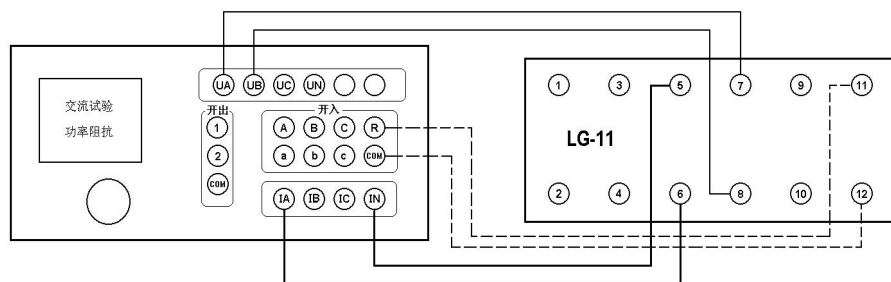 UA UB UC UN
交流试验
功率阻抗
开出
1
2
COM
开入
A B C R
a b c COM
IA IB IC IN
1 3 5 7 9 11
LG-11
2 4 6 8 10 12